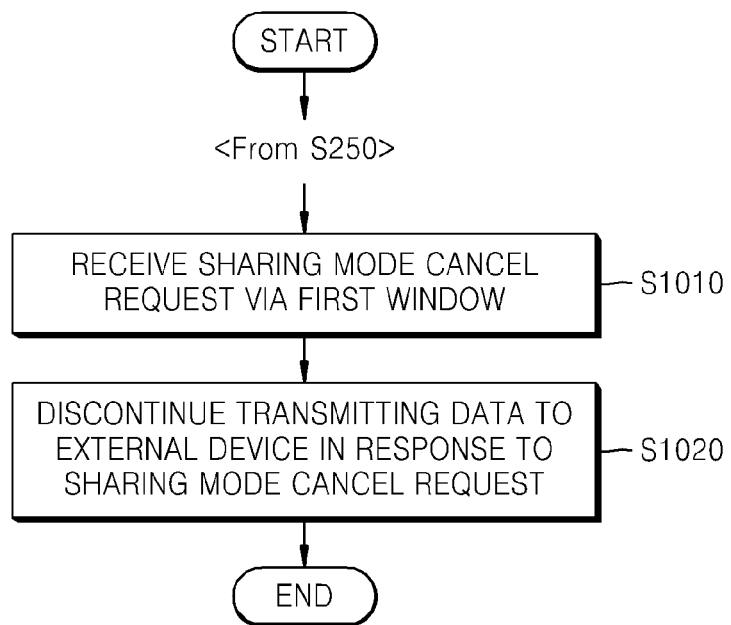 START
<From S250>
RECEIVE SHARING MODE CANCEL
REQUEST VIA FIRST WINDOW
S1010
DISCONTINUE TRANSMITTING DATA TO
EXTERNAL DEVICE IN RESPONSE TO
SHARING MODE CANCEL REQUEST
S1020
END